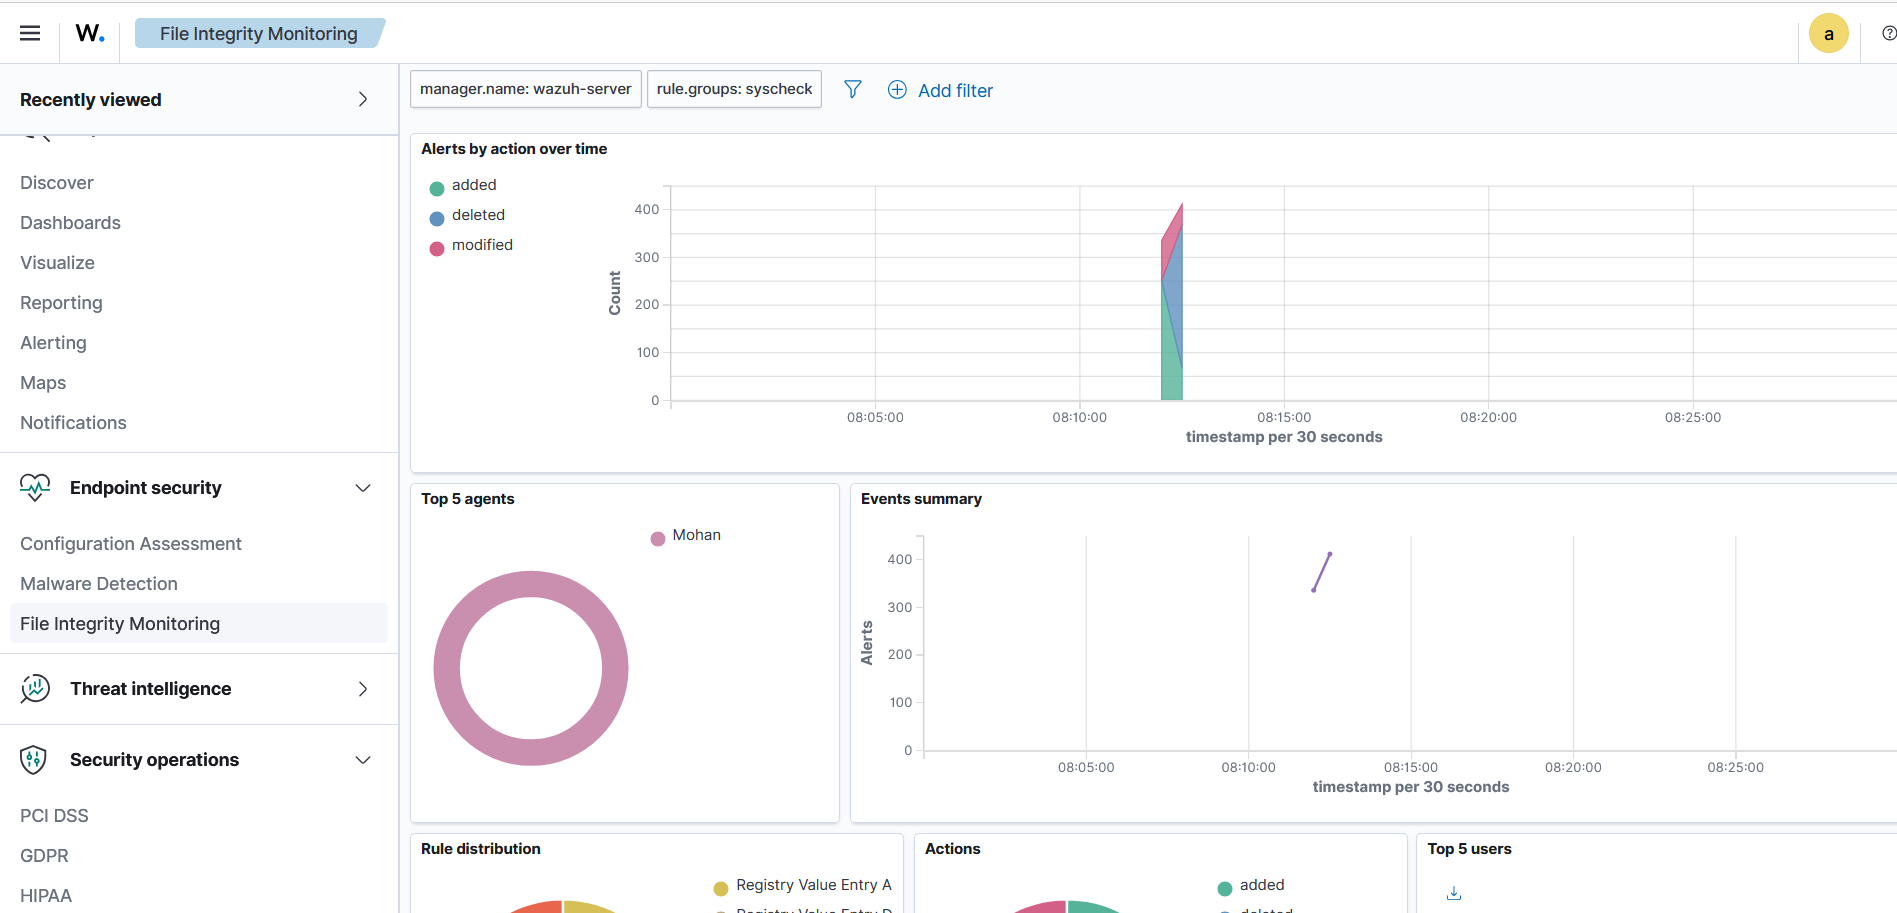 W.
File Integrity Monitoring
a
Recently viewed
manager.name: wazuh-server
rule.groups: syscheck
Add filter
Discover
Dashboards
Visualize
Reporting
Alerting
Maps
Notifications
Endpoint security
Configuration Assessment
Malware Detection
File Integrity Monitoring
Threat intelligence
Security operations
PCI DSS
GDPR
HIPAA
Alerts by action over time
added
deleted
modified
Count
400
300
200
100
0
08:05:00
08:10:00
08:15:00
08:20:00
08:25:00
timestamp per 30 seconds
Top 5 agents
Mohan
Events summary
Alerts
400
300
200
100
0
08:05:00
08:10:00
08:15:00
08:20:00
08:25:00
timestamp per 30 seconds
Rule distribution
Registry Value Entry A
Registry Value Entry D
Actions
added
deleted
Top 5 users